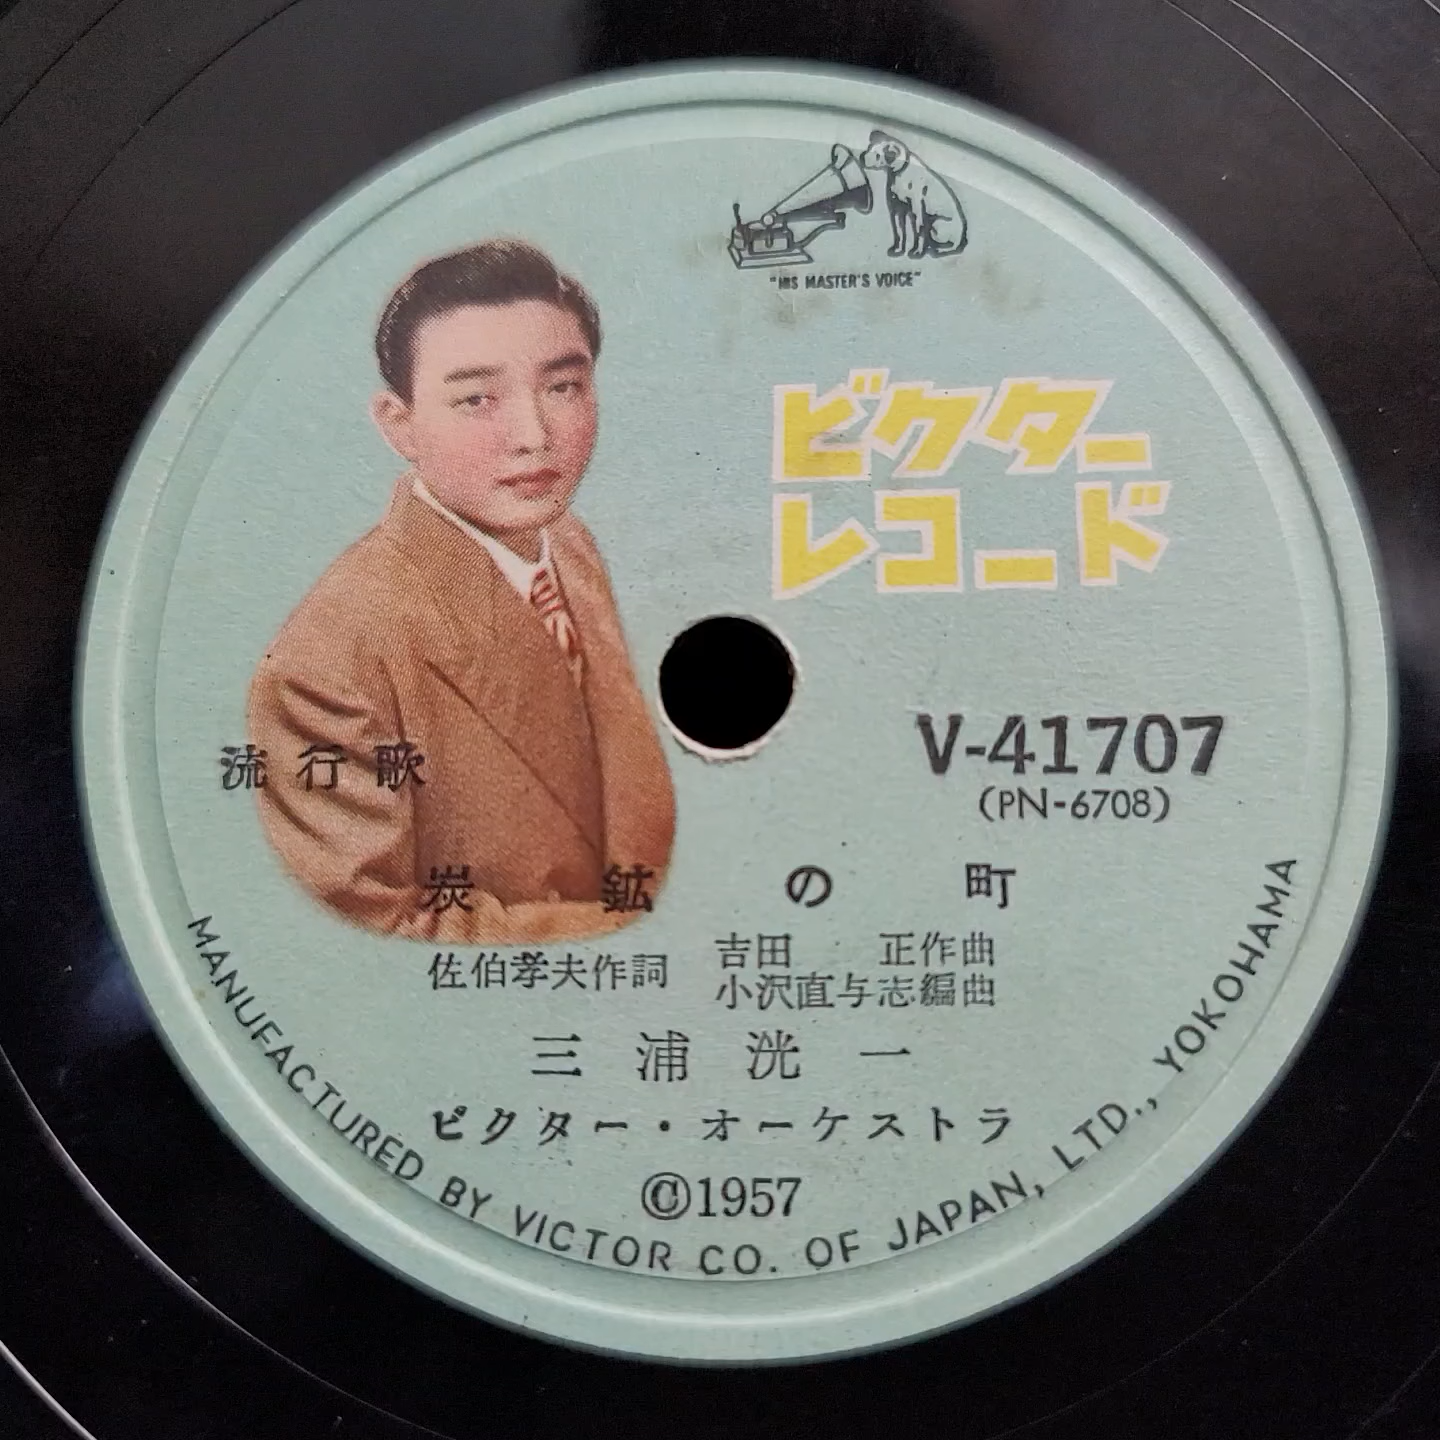 "HIS MASTER'S VOICE"
ビクター
レコード
V-41707
(PN-6708)
流行歌
炭鉱の町
佐伯孝夫作詞
吉田 正作曲
小沢直与志編曲
三浦洸一
ビクター・オーケストラ
©1957
MANUFACTURED BY VICTOR CO. OF JAPAN, LTD., YOKOHAMA